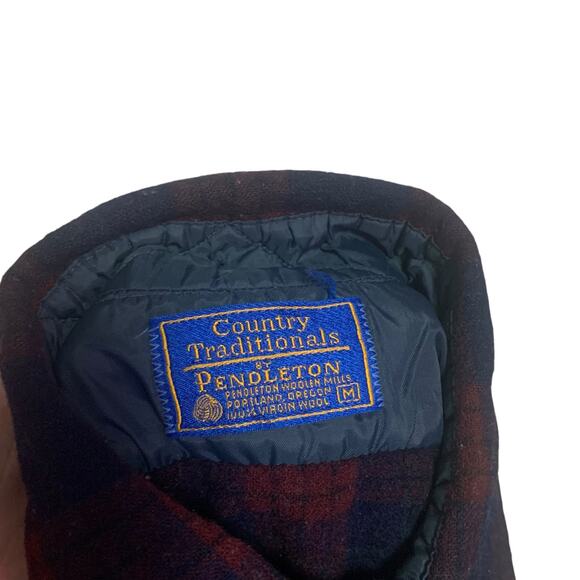 Country
Traditionals
BY
PENDLETON
PENDLETON WOOLEN MILLS
PORTLAND, OREGON
100% VIRGIN WOOL
M